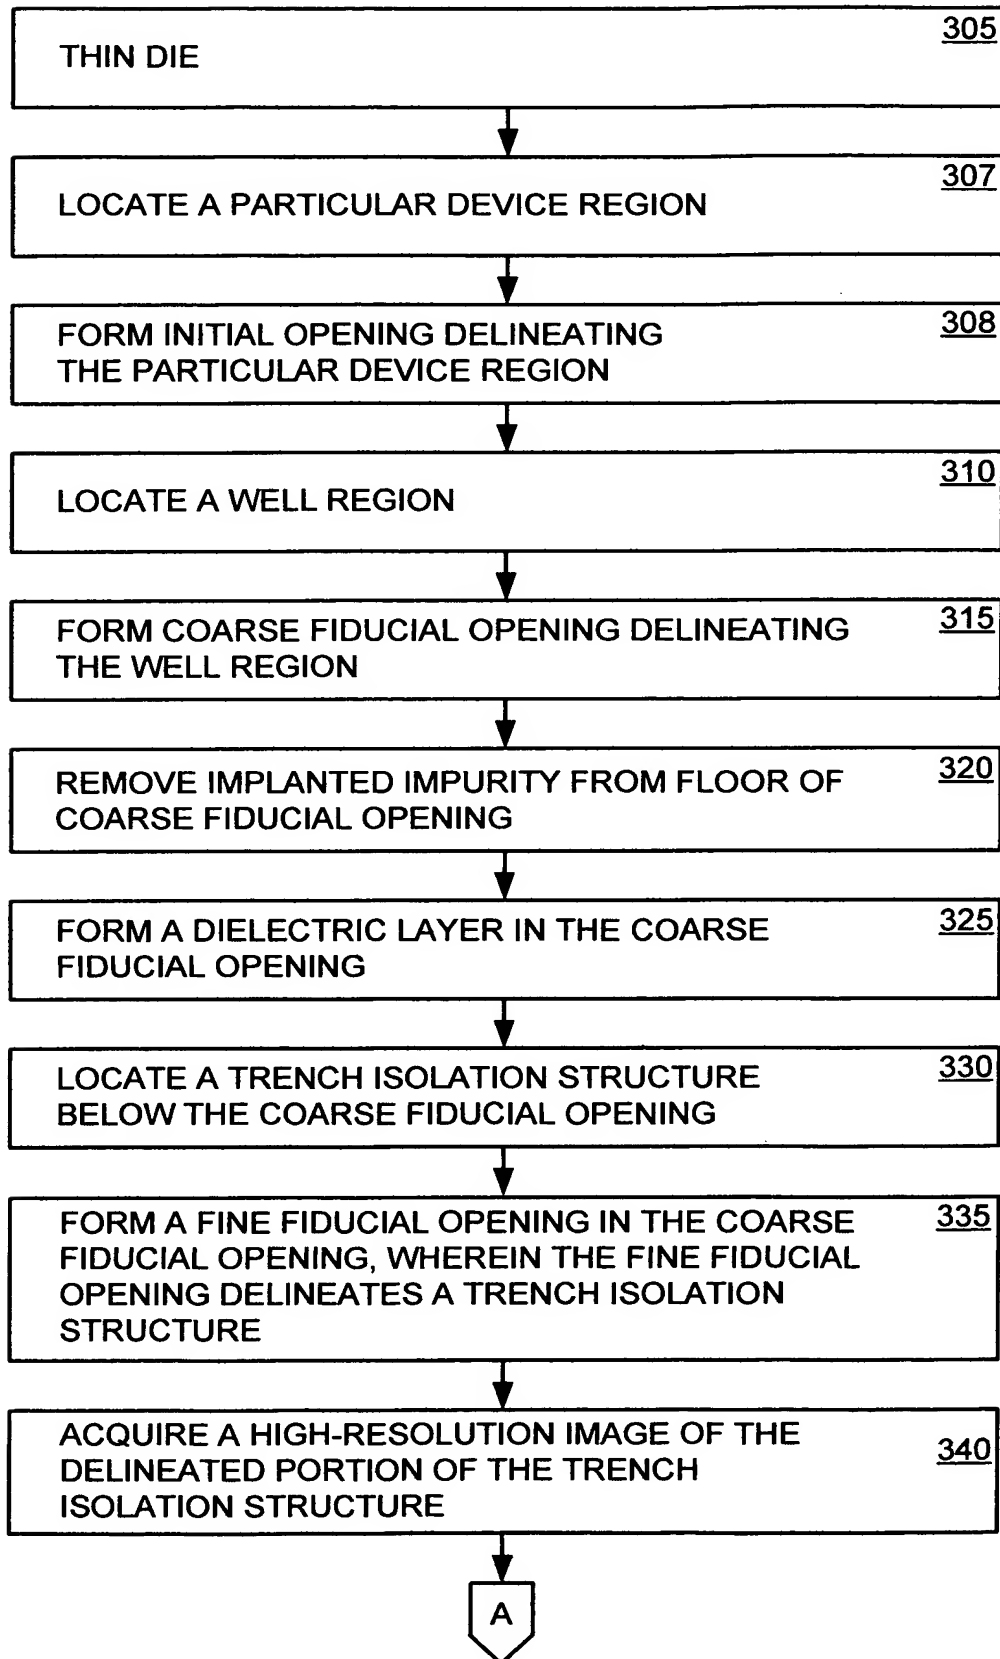 305
THIN DIE
307
LOCATE A PARTICULAR DEVICE REGION
308
FORM INITIAL OPENING DELINEATING
THE PARTICULAR DEVICE REGION
310
LOCATE A WELL REGION
315
FORM COARSE FIDUCIAL OPENING DELINEATING
THE WELL REGION
320
REMOVE IMPLANTED IMPURITY FROM FLOOR OF
COARSE FIDUCIAL OPENING
325
FORM A DIELECTRIC LAYER IN THE COARSE
FIDUCIAL OPENING
330
LOCATE A TRENCH ISOLATION STRUCTURE
BELOW THE COARSE FIDUCIAL OPENING
335
FORM A FINE FIDUCIAL OPENING IN THE COARSE
FIDUCIAL OPENING, WHEREIN THE FINE FIDUCIAL
OPENING DELINEATES A TRENCH ISOLATION
STRUCTURE
340
ACQUIRE A HIGH-RESOLUTION IMAGE OF THE
DELINEATED PORTION OF THE TRENCH
ISOLATION STRUCTURE
A